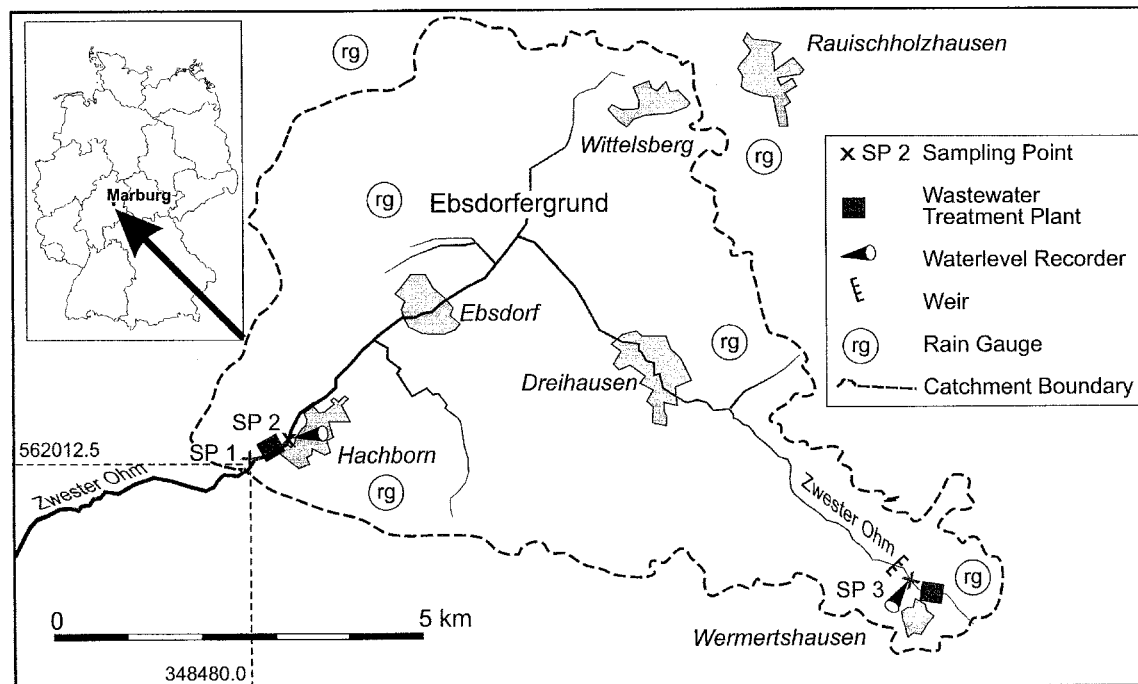 Marburg
rg
Rauischholzhausen
Wittelsberg
rg
rg
Ebsdorfergrund
Ebsdorf
rg
Dreihausen
SP 2
SP 1
Hachborn
562012.5
Zwester Ohm
rg
Zwester Ohm
SP 3
rg
Wermertshausen
0
5 km
348480.0
x SP 2 Sampling Point
Wastewater
Treatment Plant
Waterlevel Recorder
Weir
rg Rain Gauge
Catchment Boundary